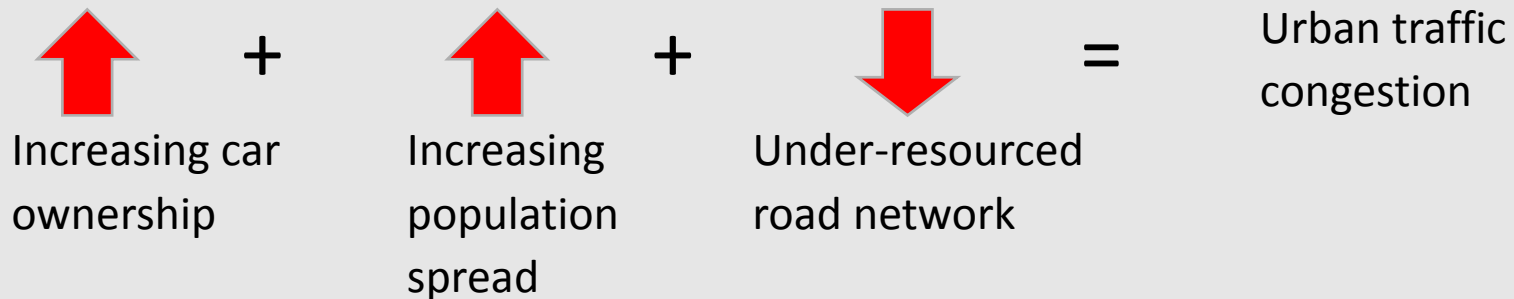 + + =
Urban traffic
congestion
Increasing car
ownership
Increasing
population
spread
Under-resourced
road network